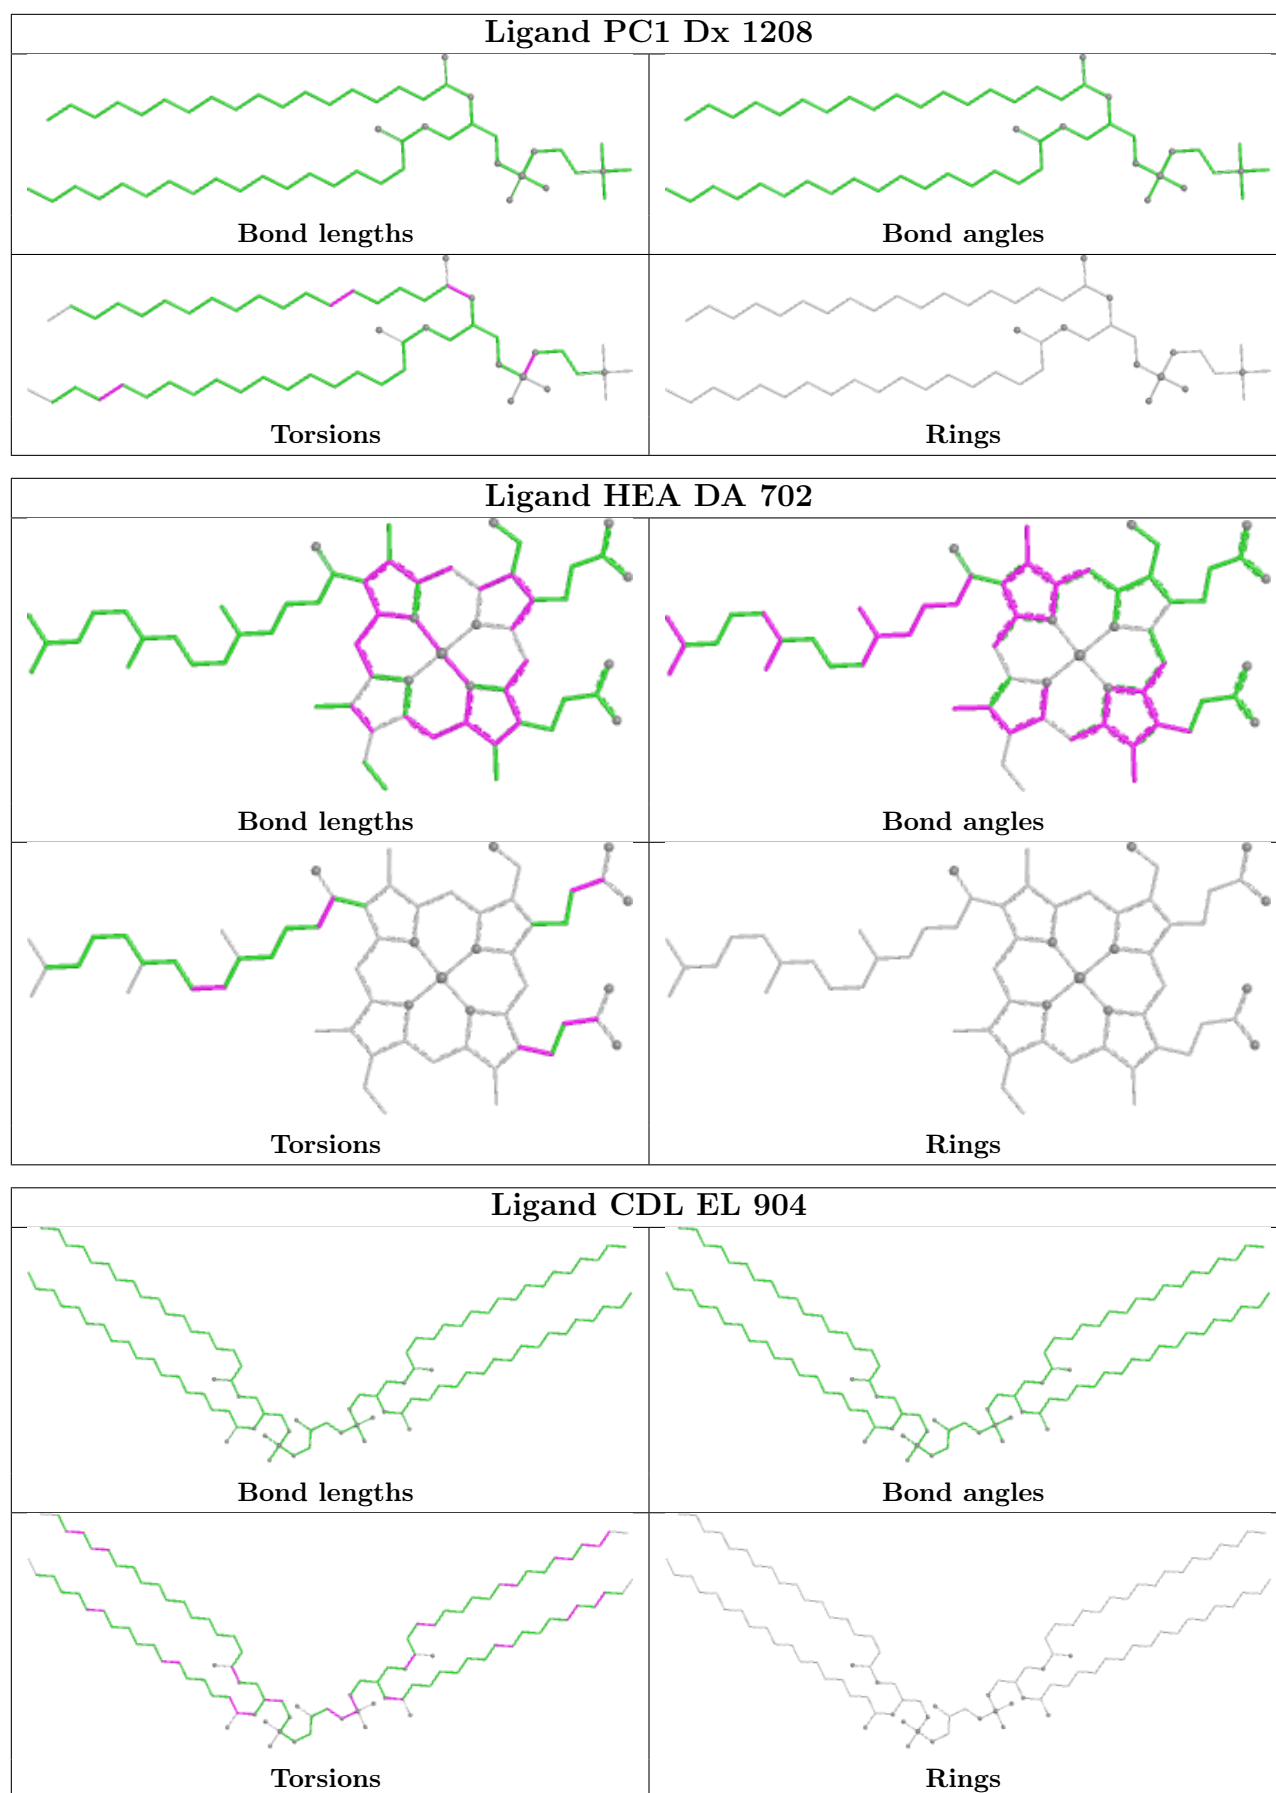 Ligand PC1 Dx 1208
Bond lengths
Bond angles
Torsions
Rings
Ligand HEA DA 702
Bond lengths
Bond angles
Torsions
Rings
Ligand CDL EL 904
Bond lengths
Bond angles
Torsions
Rings